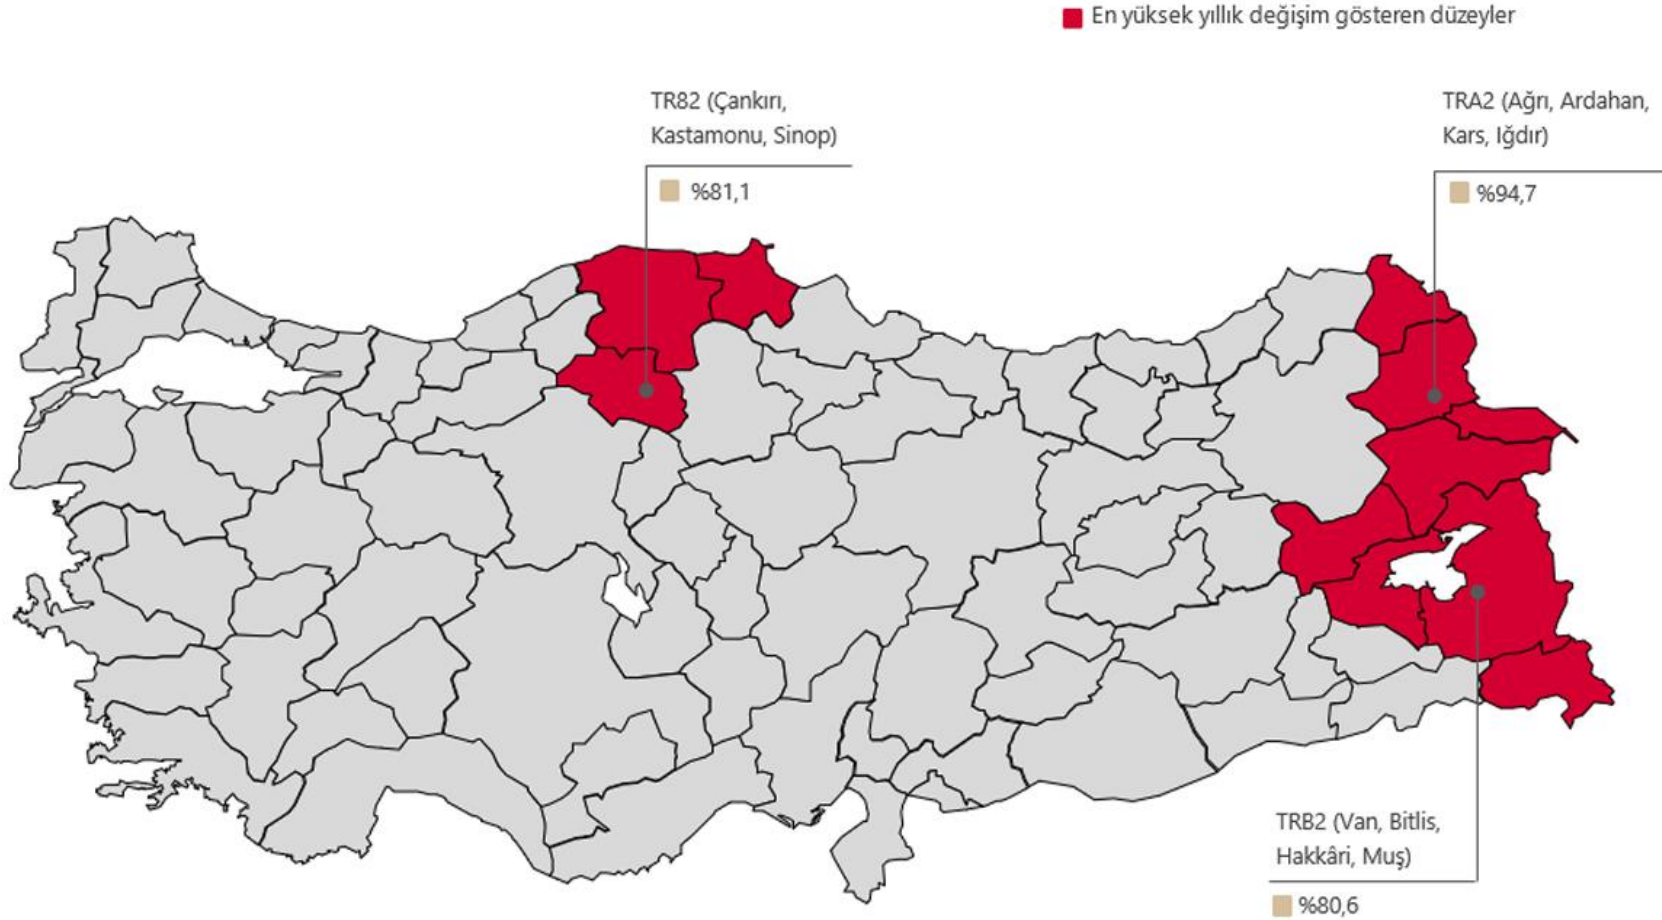 En yüksek yıllık değişim gösteren düzeyler
TR82 (Çankırı,
Kastamonu, Sinop)
%81,1
TRA2 (Ağrı, Ardahan,
Kars, Iğdır)
%94,7
TRB2 (Van, Bitlis,
Hakkâri, Muş)
%80,6